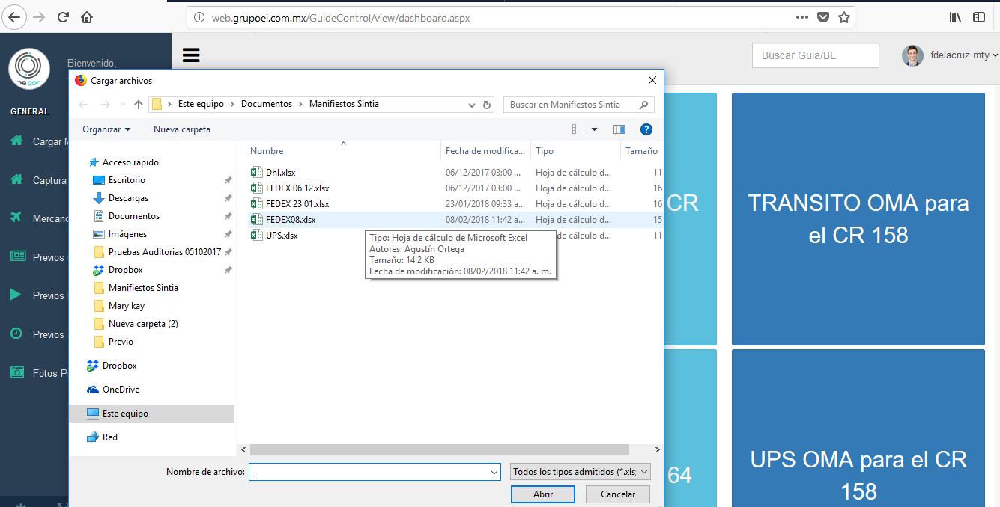 web.grupoei.com.mx/GuideControl/view/dashboard.aspx
Bienvenido,
Buscar Guia/BL
fdelacruz.mty
Cargar archivos
GENERAL
Este equipo > Documentos > Manifiestos Sintia
Buscar en Manifiestos Sintia
Organizar
Nueva carpeta
Cargar
Captura
Previos
Previos
Previos
Fotos
Acceso rápido
Escritorio
Descargas
Documentos
Imágenes
Pruebas Auditorias 05102017
Dropbox
Manifiestos Sintia
Mary kay
Nueva carpeta (2)
Previo
Dropbox
OneDrive
Este equipo
Red
Nombre Fecha de modifica... Tipo Tamaño
Dhl.xlsx 06/12/2017 03:00 ... Hoja de cálculo d... 11
FEDEX 06 12.xlsx 06/12/2017 03:00 ... Hoja de cálculo d... 16
FEDEX 23 01.xlsx 23/01/2018 09:33 a... Hoja de cálculo d... 16
FEDEX08.xlsx 08/02/2018 11:42 a... Hoja de cálculo d... 15
UPS.xlsx de cálculo d... 11
Tipo: Hoja de cálculo de Microsoft Excel
Autores: Agustín Ortega
Tamaño: 14.2 KB
Fecha de modificación: 08/02/2018 11:42 a. m.
Nombre de archivo:
Todos los tipos admitidos (*.xls;
Abrir
Cancelar
CR
64
TRANSITO OMA para
el CR 158
UPS OMA para el CR
158